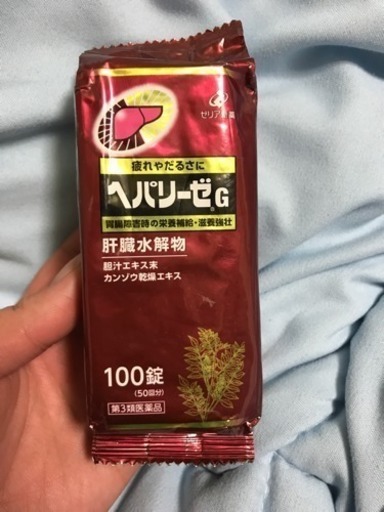 ゼリア新薬
疲れやだるさに
ヘパリーゼG
胃腸障害時の栄養補給・滋養強壮
肝臓水解物
胆汁エキス末
カンゾウ乾燥エキス
100錠
(50回分)
第3類医薬品